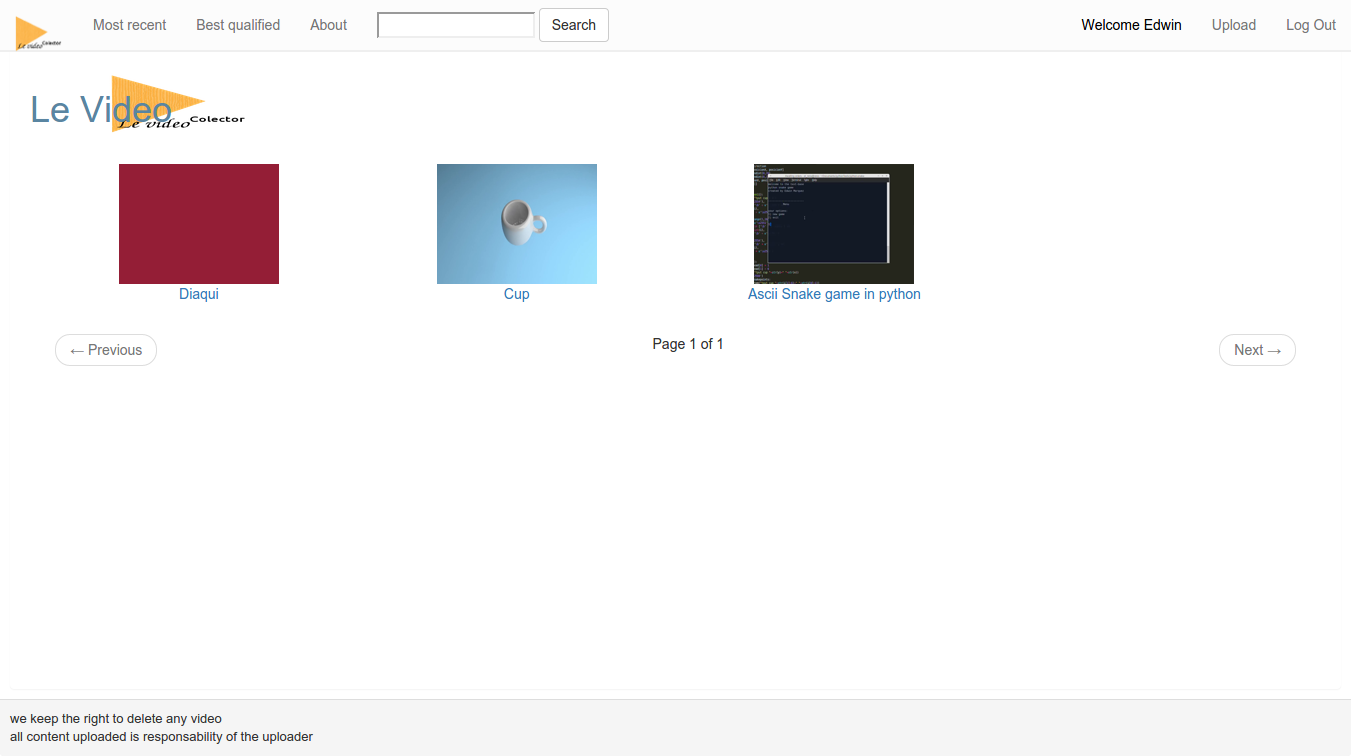 Most recent Best qualified About Search Welcome Edwin Upload Log Out
Le video Colector
Le Video
Le video Colector
Diaqui Cup Ascii Snake game in python
← Previous Page 1 of 1 Next →
we keep the right to delete any video
all content uploaded is responsability of the uploader